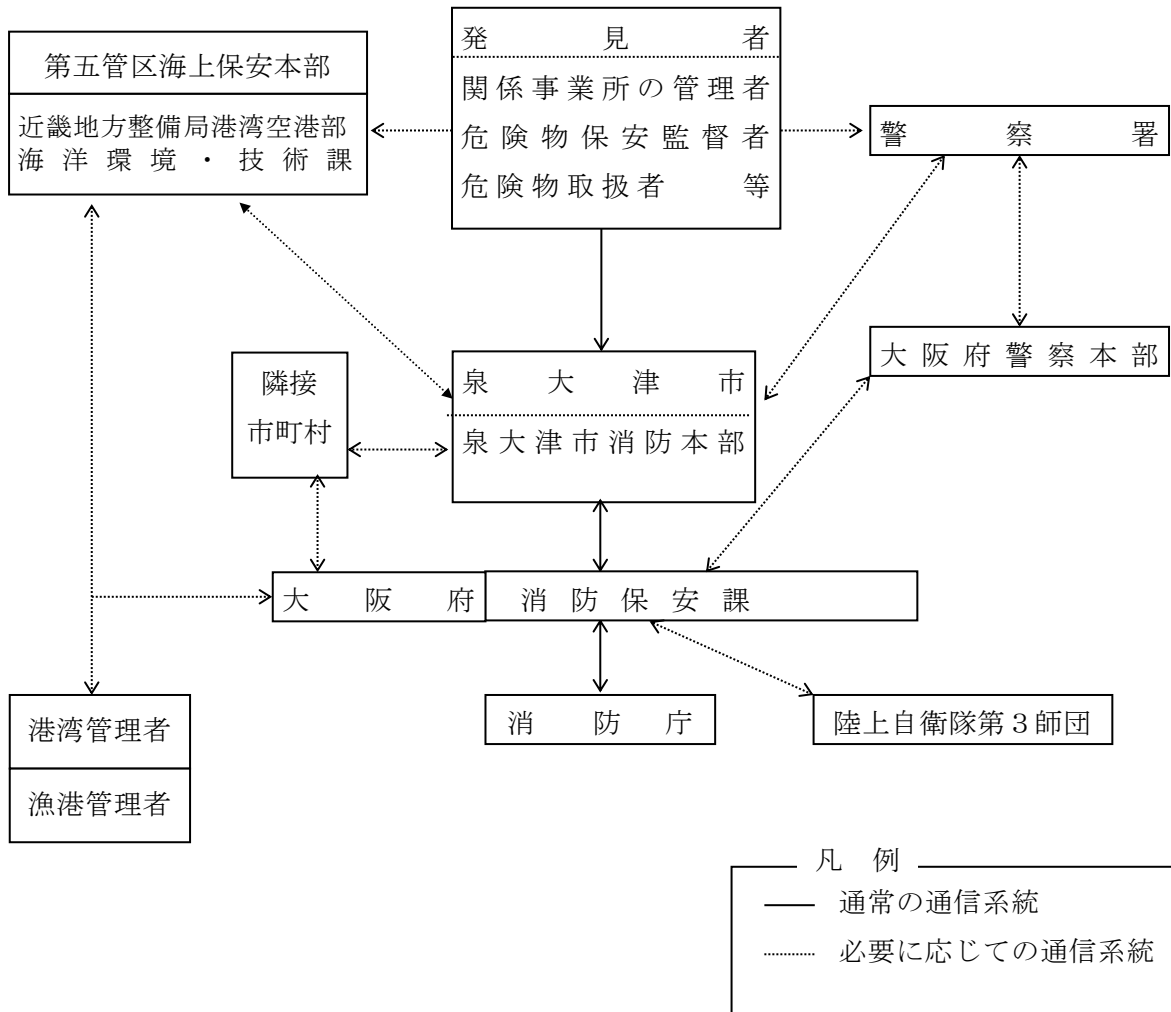 発見者
関係事業所の管理者
危険物保安監督者
危険物取扱者 等
第五管区海上保安本部
近畿地方整備局港湾空港部
海洋環境・技術課
警察署
大阪府警察本部
隣接
市町村
泉大津市
泉大津市消防本部
大阪府 消防保安課
消防庁
陸上自衛隊第３師団
港湾管理者
漁港管理者
凡 例
通常の通信系統
必要に応じての通信系統